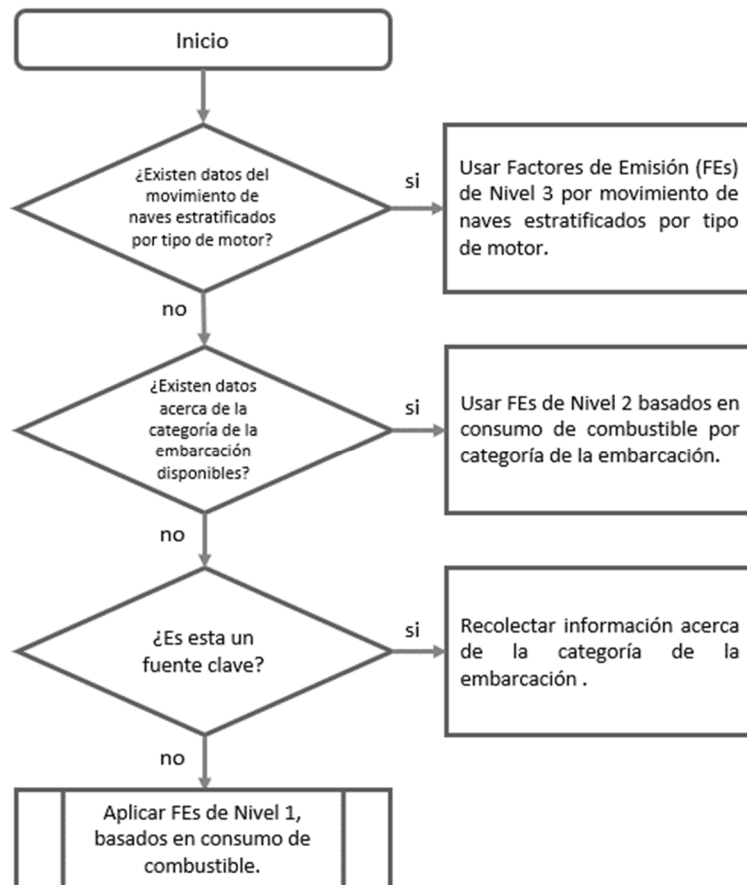 Inicio
¿Existen datos del
movimiento de
naves estratificados
por tipo de motor?
si
Usar Factores de Emisión (FEs)
de Nivel 3 por movimiento de
naves estratificados por tipo
de motor.
no
¿Existen datos
acerca de la
categoría de la
embarcación
disponibles?
si
Usar FEs de Nivel 2 basados en
consumo de combustible por
categoría de la embarcación.
no
¿Es esta un
fuente clave?
si
Recolectar información acerca
de la categoría de la
embarcación .
no
Aplicar FEs de Nivel 1,
basados en consumo de
combustible.